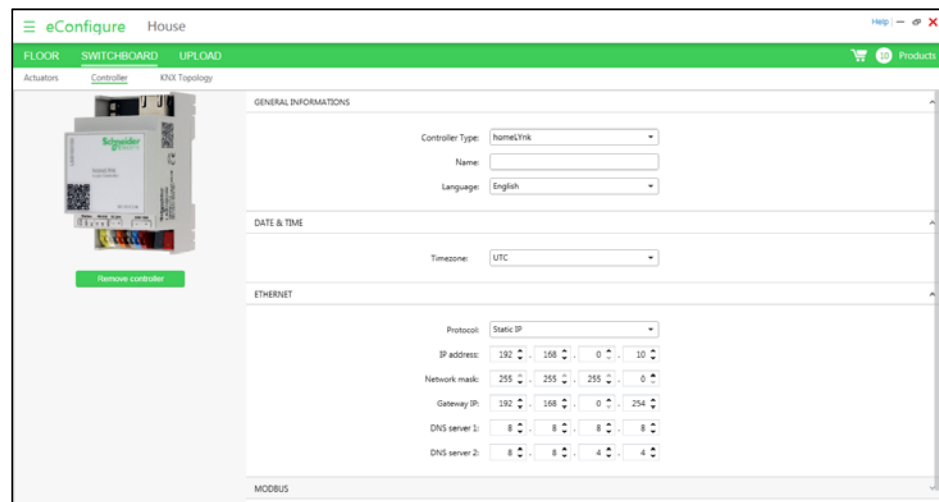 eConfigure House
Help
FLOOR SWITCHBOARD UPLOAD
10 Products
Actuators Controller KNX Topology
GENERAL INFORMATIONS
Schneider
Controller Type: homeLYnk
Name:
Language: English
DATE & TIME
Timezone: UTC
Remove controller
ETHERNET
Protocol: Static IP
IP address: 192 . 168 . 0 . 10
Network mask: 255 . 255 . 255 . 0
Gateway IP: 192 . 168 . 0 . 254
DNS server 1: 8 . 8 . 8 . 8
DNS server 2: 8 . 8 . 4 . 4
MODBUS